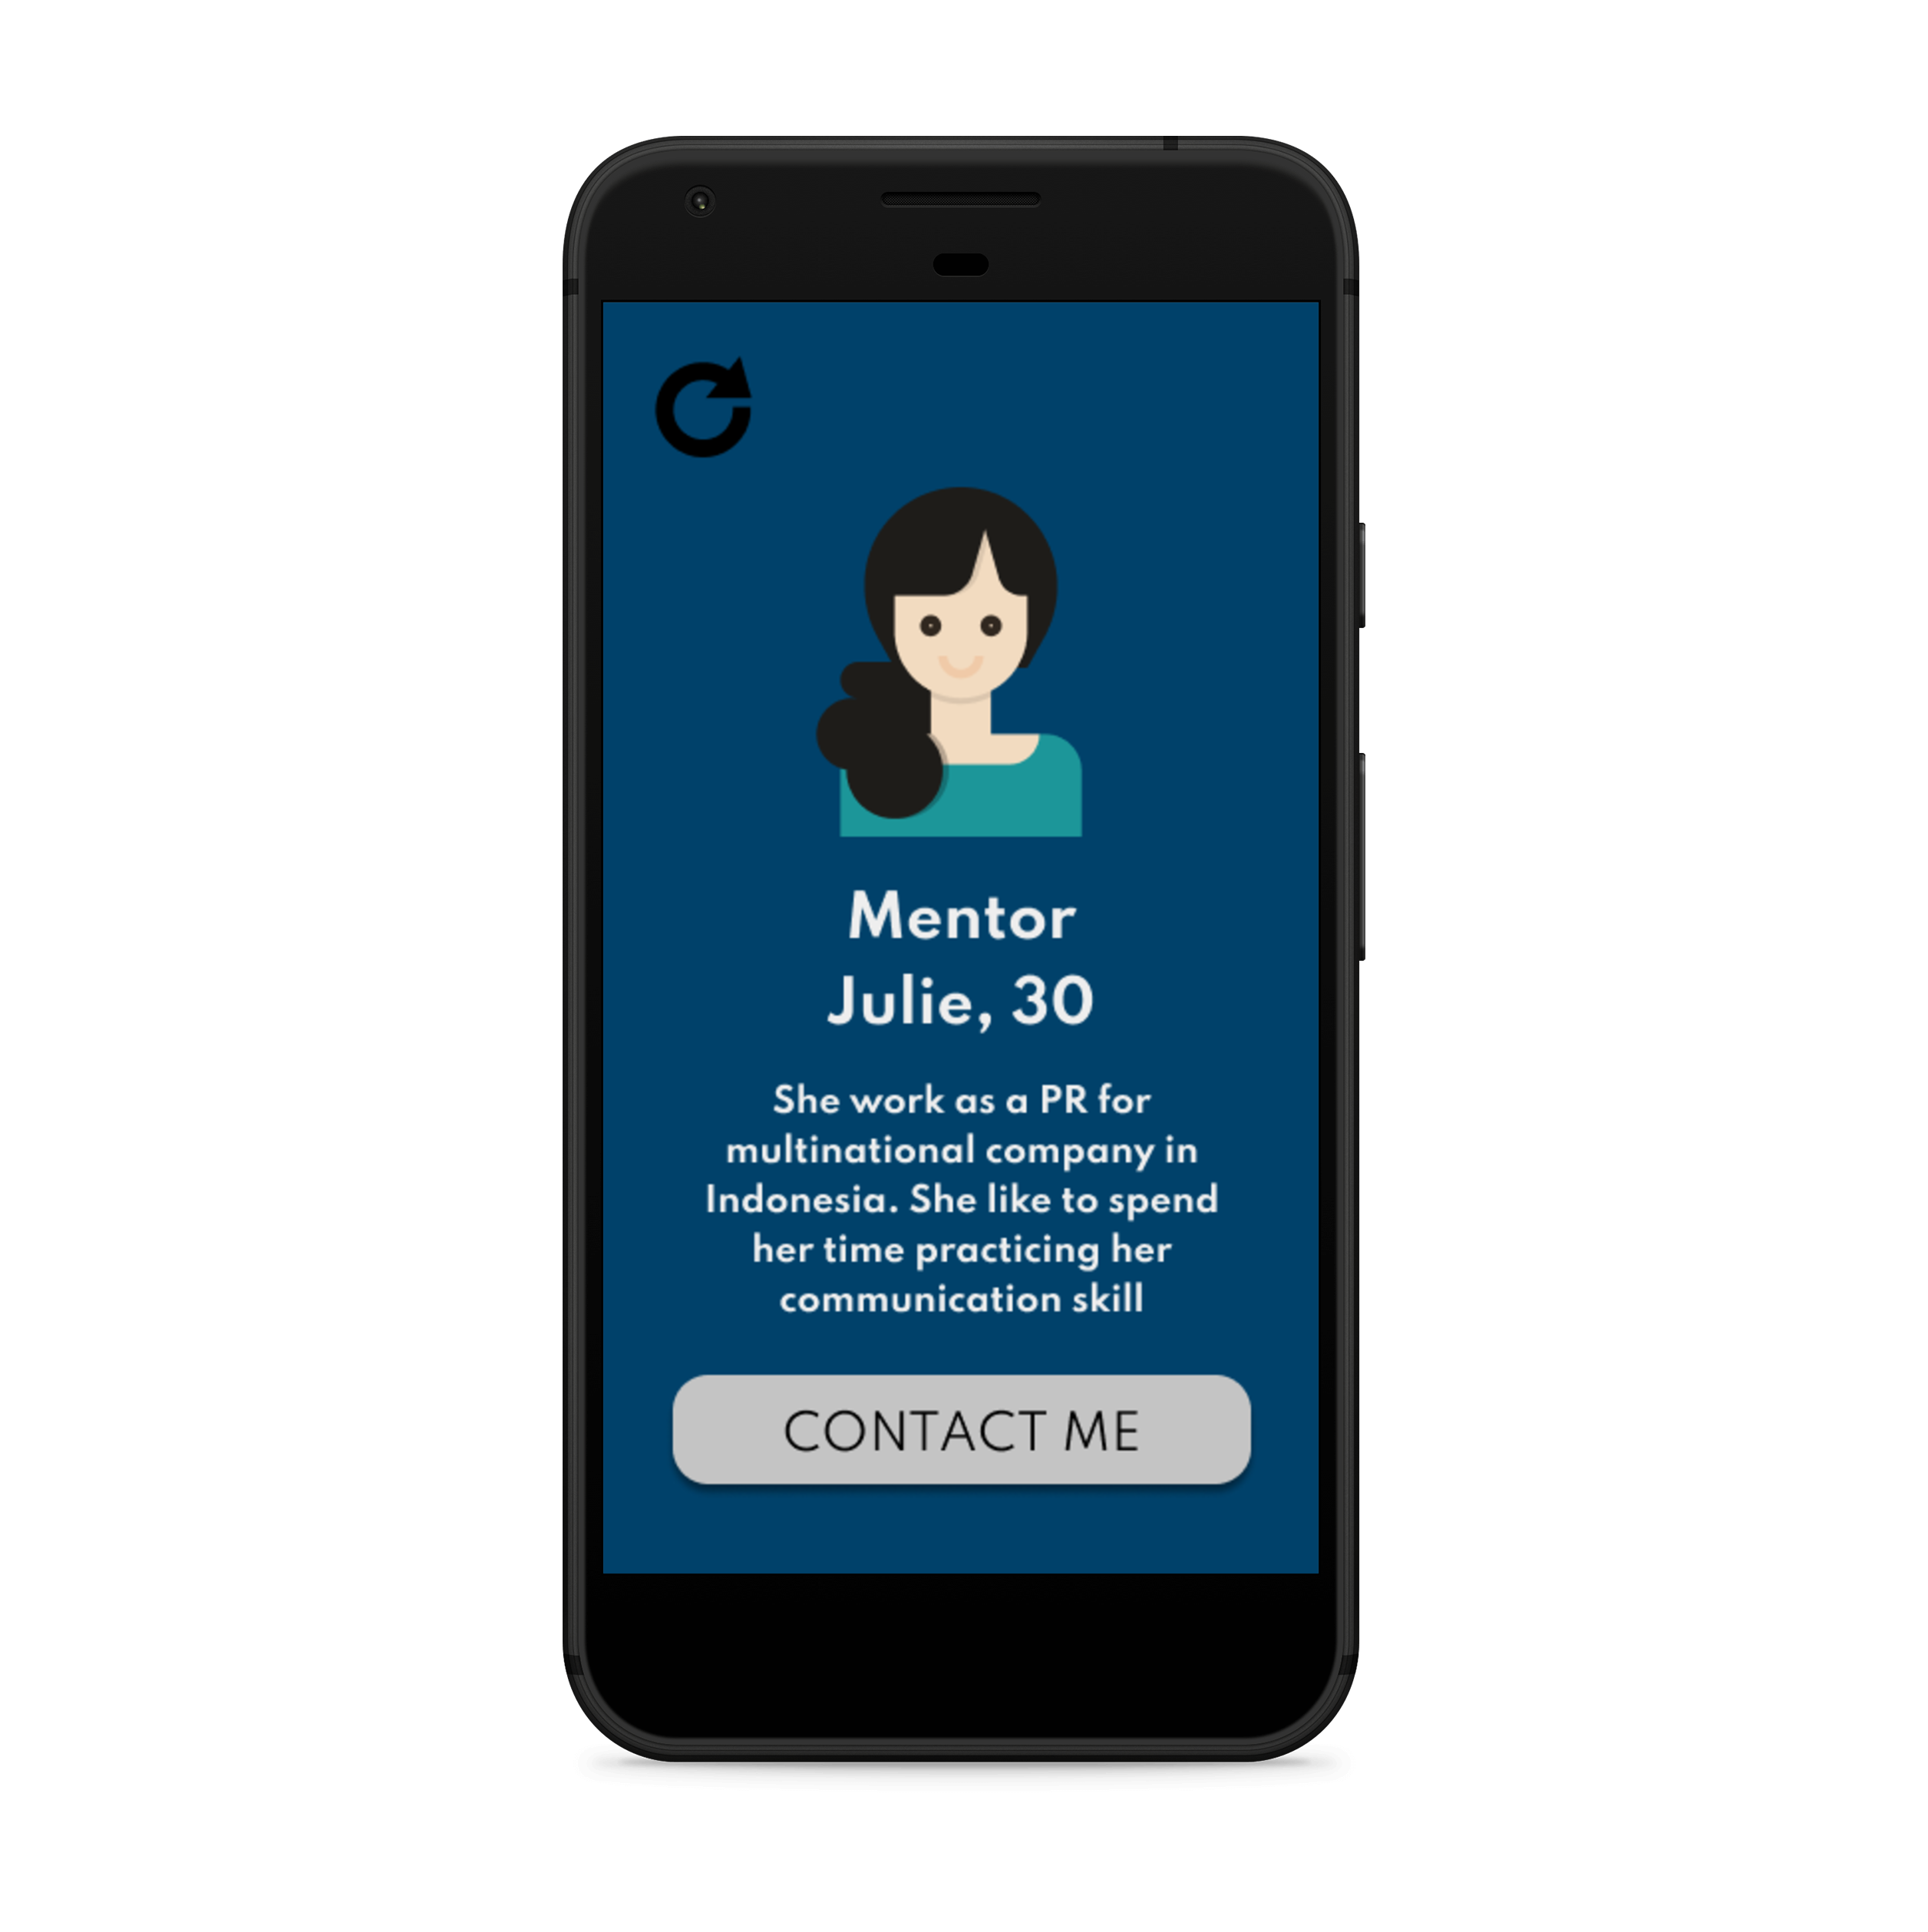 Mentor
Julie, 30
She work as a PR for
multinational company in
Indonesia. She like to spend
her time practicing her
communication skill
CONTACT ME